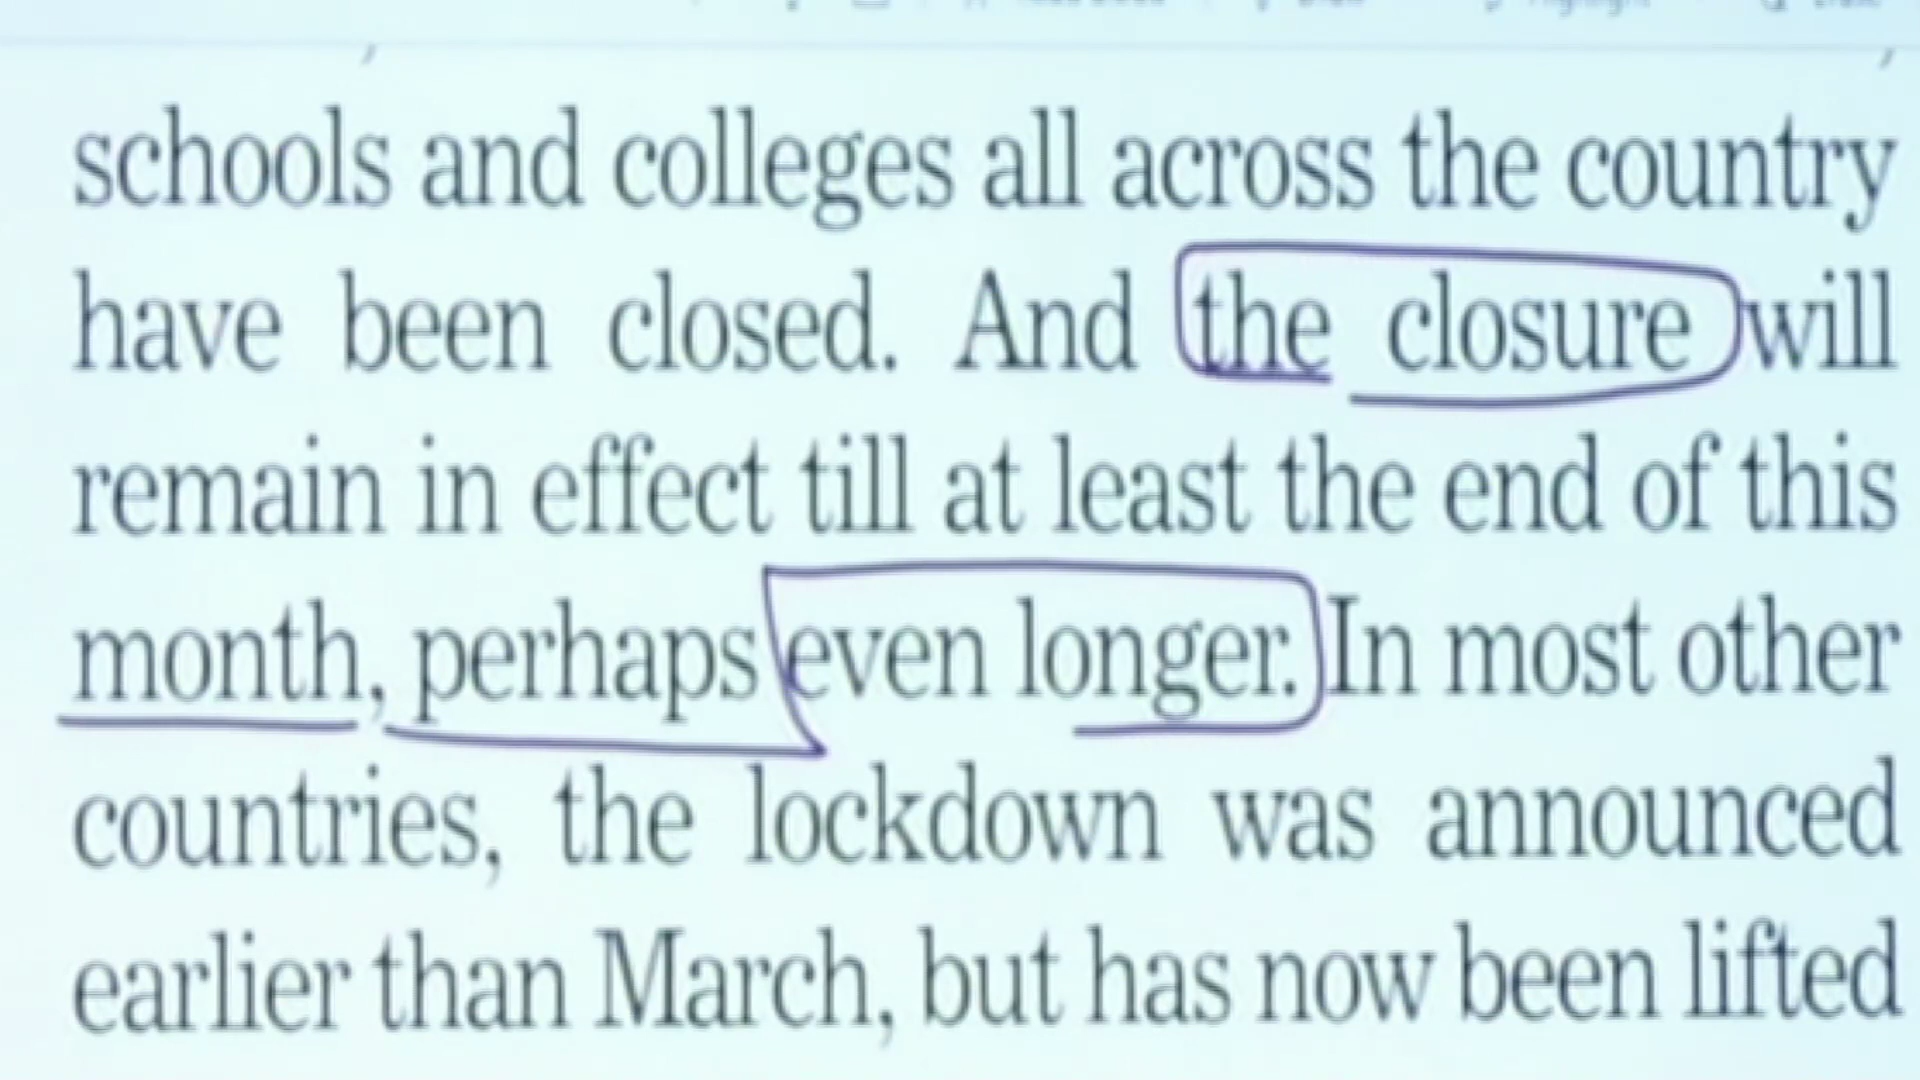 schools and colleges all across the country
have been closed. And the closure will
remain in effect till at least the end of this
month, perhaps even longer. In most other
countries, the lockdown was announced
earlier than March, but has now been lifted